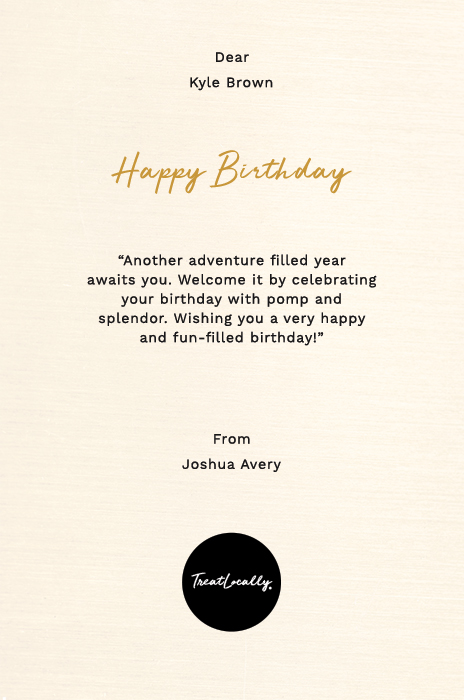 Dear
Kyle Brown
Happy Birthday
“Another adventure filled year
awaits you. Welcome it by celebrating
your birthday with pomp and
splendor. Wishing you a very happy
and fun-filled birthday!”
From
Joshua Avery
TreatLocally.